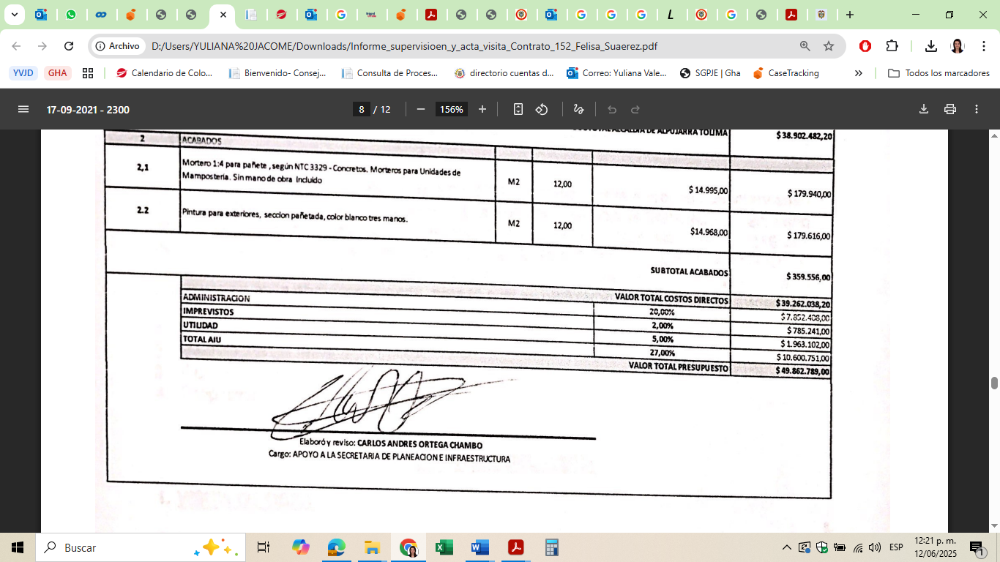 Archivo
D:/Users/YULIANA%20JACOME/Downloads/Informe_supervisioen_y_acta_visita_Contrato_152_Felisa_Suaerez.pdf
YVJD
GHA
Calendario de Colo...
Bienvenido- Consej...
Consulta de Proces...
directorio cuentas d...
Correo: Yuliana Vale...
SGPJE | Gha
CaseTracking
»
Todos los marcadores
17-09-2021 - 2300
8 / 12
156%
ALCALDIA DE ALPUJARRA TOLIMA $ 38.902.482,20
2 ACABADOS
2,1 Mortero 1:4 para pañete , según NTC 3329 - Concretos. Morteros para Unidades de
Mampostería. Sin mano de obra Incluido M2 12,00 $ 14.995,00 $ 179.940,00
2.2 Pintura para exteriores, seccion pañetada, color blanco tres manos. M2 12,00 $14.968,00 $ 179.616,00
SUBTOTAL ACABADOS $ 359.556,00
VALOR TOTAL COSTOS DIRECTOS $ 39.262.038,20
ADMINISTRACION 20,00% $ 7.852.408,00
IMPREVISTOS 2,00% $ 785.241,00
UTILIDAD 5,00% $ 1.963.102,00
TOTAL AIU 27,00% $ 10.600.751,00
VALOR TOTAL PRESUPUESTO $ 49.862.789,00
Elaboró y reviso: CARLOS ANDRES ORTEGA CHAMBO
Cargo: APOYO A LA SECRETARIA DE PLANEACION E INFRAESTRUCTURA
Buscar
ESP
12:21 p. m.
12/06/2025
1